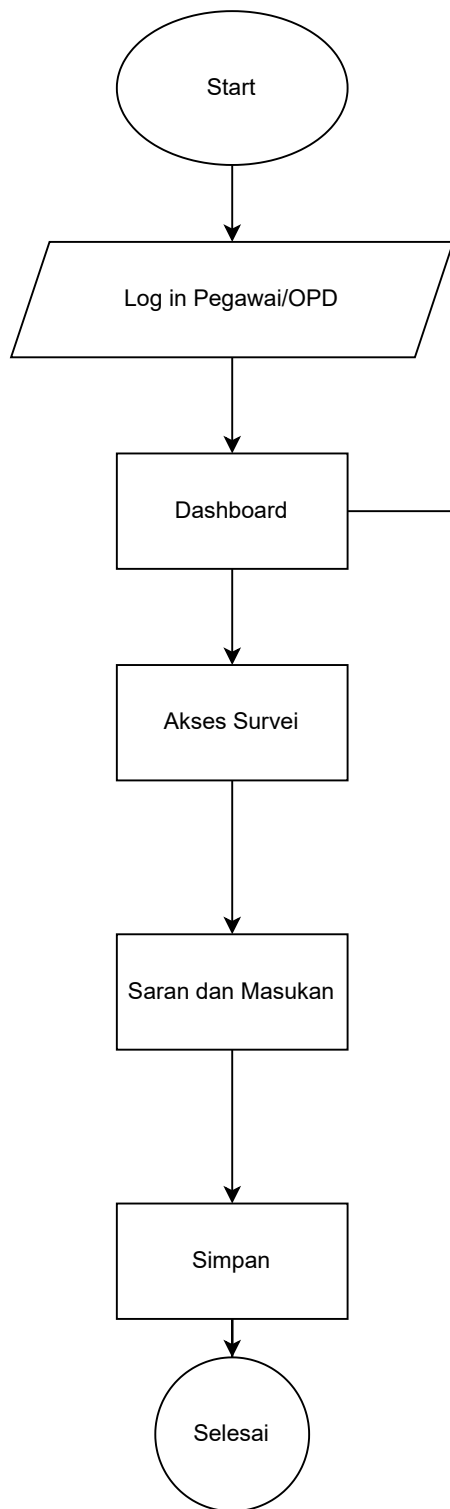 Start
Log in Pegawai/OPD
Dashboard
Akses Survei
Saran dan Masukan
Simpan
Selesai